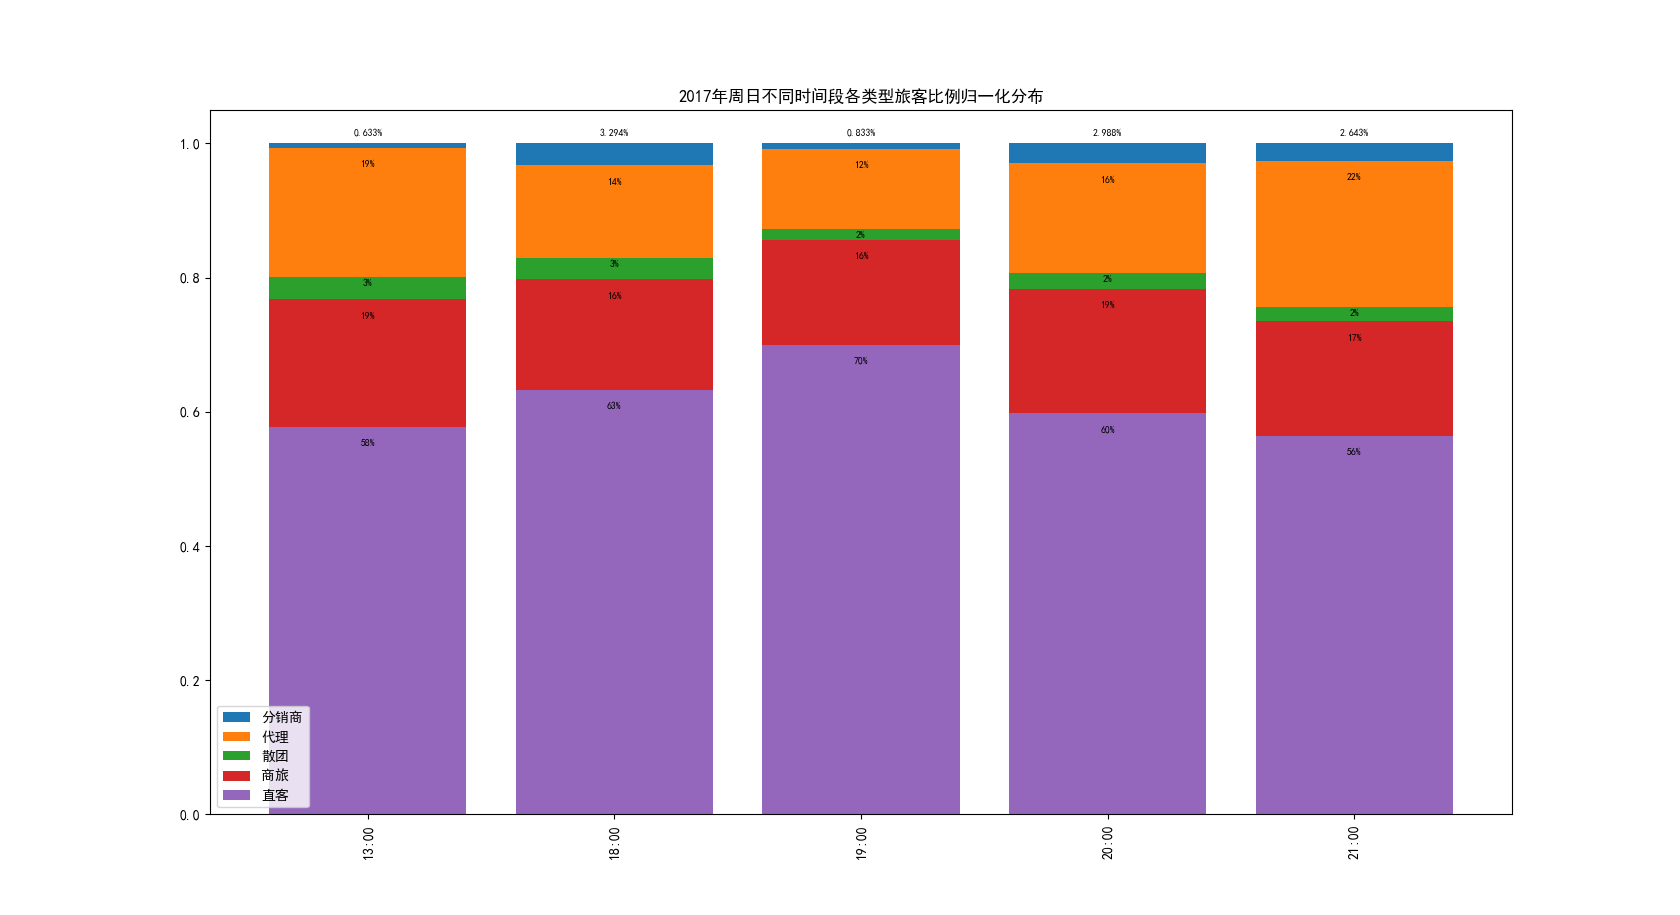 2017年周日不同时间段各类型旅客比例归一化分布
0.633% 3.294% 0.833% 2.988% 2.643%
1.0
19% 14% 12% 16% 22%
3% 3% 2% 2% 2%
0.8
19% 16% 16% 19% 17%
58% 63% 70% 60% 56%
0.6
0.4
0.2
0.0
分销商
代理
散团
商旅
直客
13:00 18:00 19:00 20:00 21:00